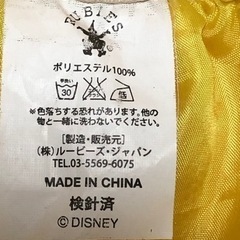 RUBIES
ポリエステル100%
30
※色落ちする恐れがあります。他の
物と一緒に洗わないでください。
[製造・販売元]
(株)ルービーズ・ジャパン
TEL.03-5569-6075
MADE IN CHINA
検針済
©DISNEY